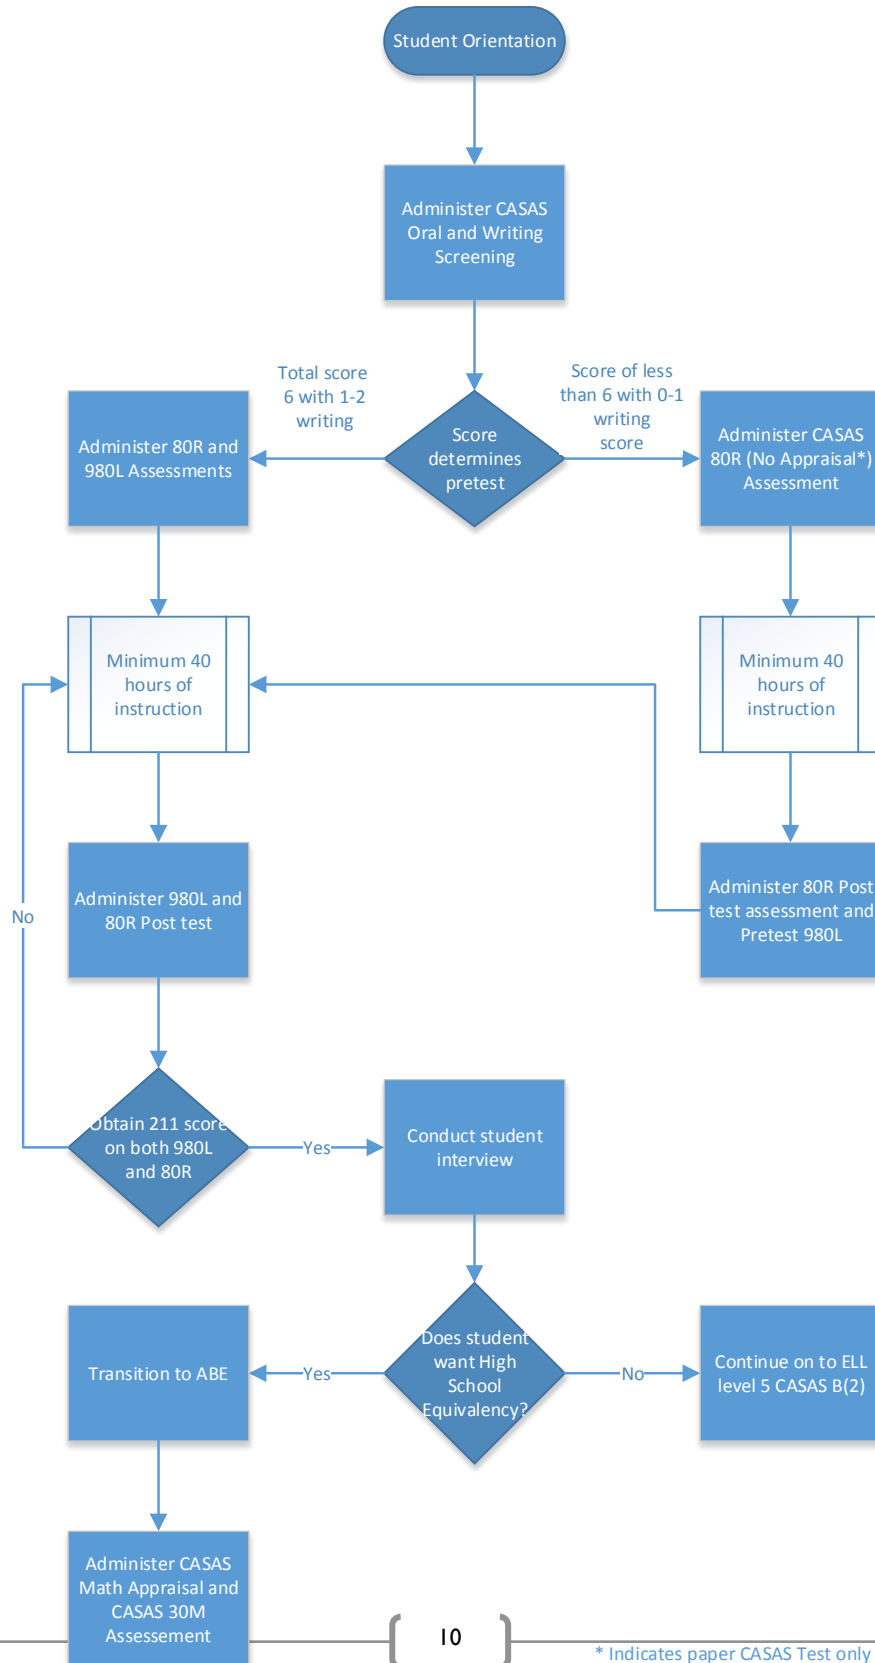 Student Orientation
Administer CASAS
Oral and Writing
Screening
Total score
6 with 1-2
writing
Score of less
than 6 with 0-1
writing
score
Score
determines
pretest
Administer 80R and
980L Assessments
Administer CASAS
80R (No Appraisal*)
Assessment
Minimum 40
hours of
instruction
Minimum 40
hours of
instruction
Administer 980L and
80R Post test
Administer 80R Post
test assessment and
Pretest 980L
No
Obtain 211 score
on both 980L
and 80R
Yes
Conduct student
interview
Does student
want High
School
Equivalency?
Yes
Transition to ABE
No
Continue on to ELL
level 5 CASAS B(2)
Administer CASAS
Math Appraisal and
CASAS 30M
Assessement
10
* Indicates paper CASAS Test only